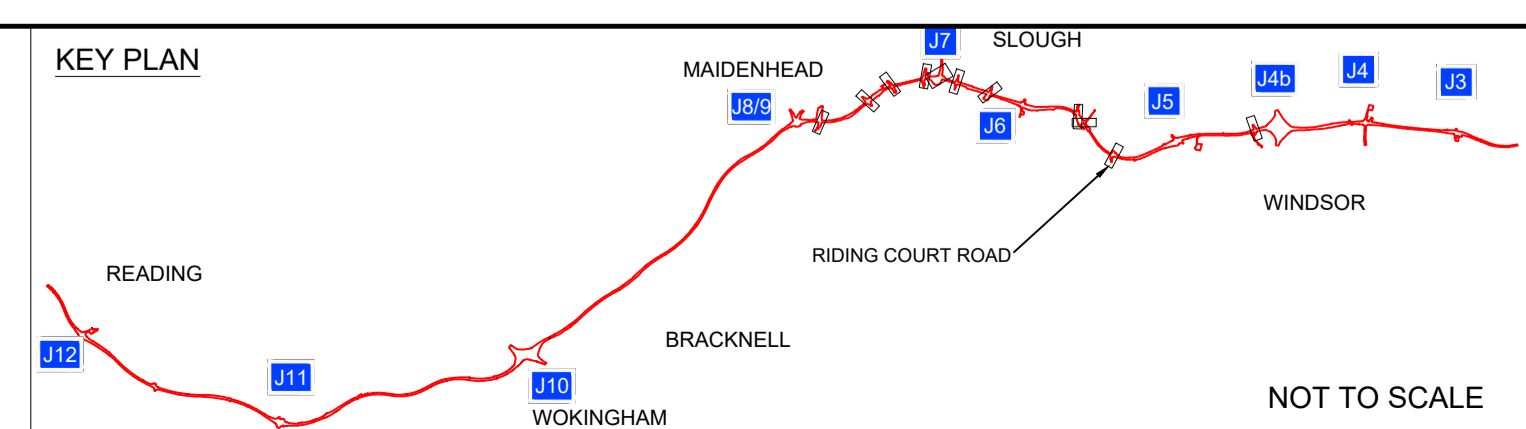 KEY PLAN
J7
SLOUGH
MAIDENHEAD
J8/9
J6
J5
J4b
J4
J3
WINDSOR
RIDING COURT ROAD
READING
BRACKNELL
J12
J11
J10
WOKINGHAM
NOT TO SCALE